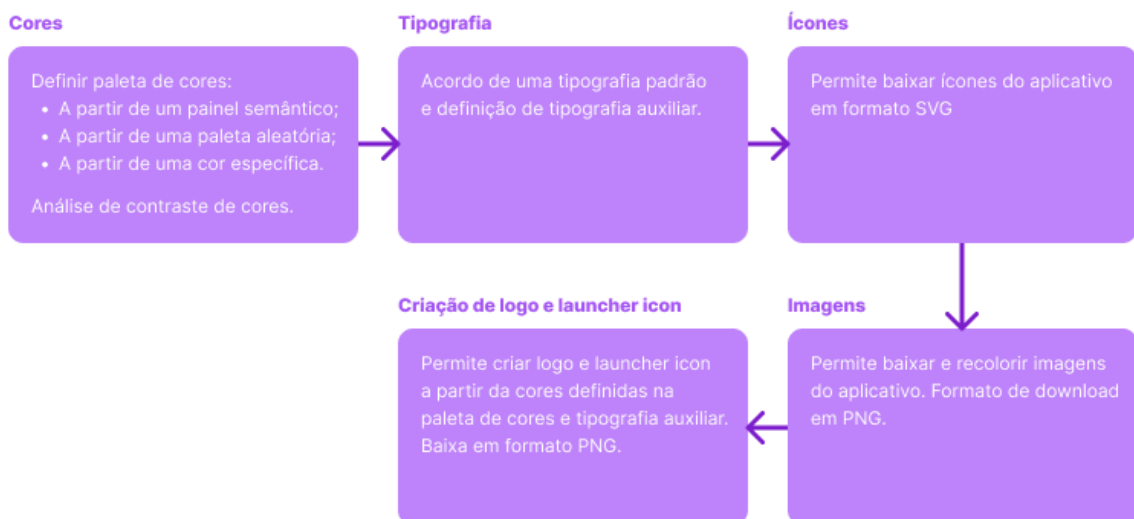 Cores
Definir paleta de cores:
• A partir de um painel semântico;
• A partir de uma paleta aleatória;
• A partir de uma cor específica.
Análise de contraste de cores.
Tipografia
Acordo de uma tipografia padrão
e definição de tipografia auxiliar.
Ícones
Permite baixar ícones do aplicativo
em formato SVG
Imagens
Permite baixar e recolorir imagens
do aplicativo. Formato de download
em PNG.
Criação de logo e launcher icon
Permite criar logo e launcher icon
a partir da cores definidas na
paleta de cores e tipografia auxiliar.
Baixa em formato PNG.